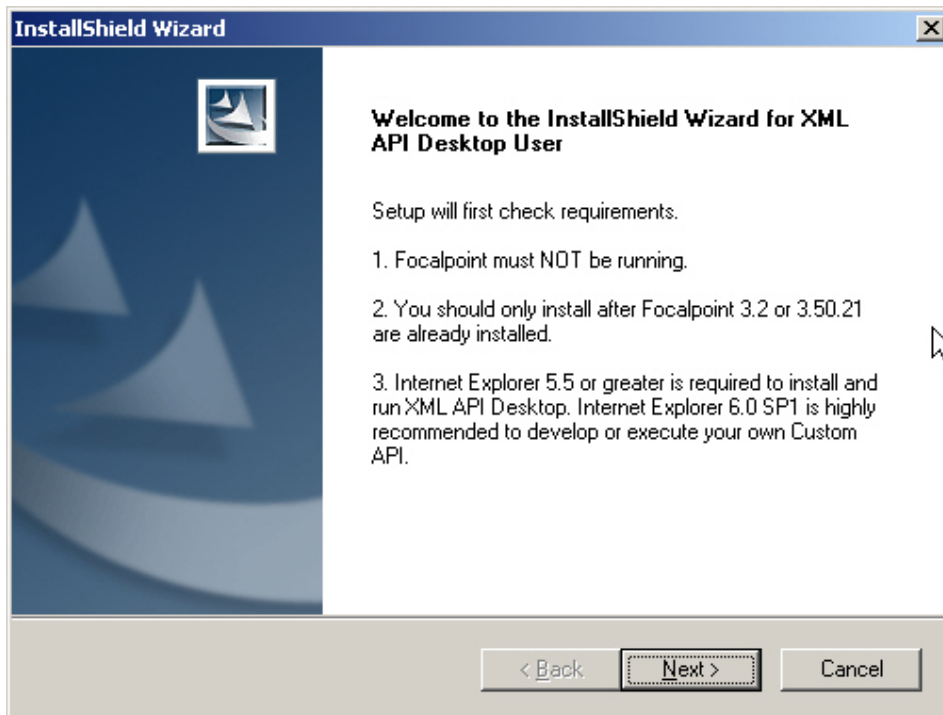 InstallShield Wizard
Welcome to the InstallShield Wizard for XML
API Desktop User
Setup will first check requirements.
1. Focalpoint must NOT be running.
2. You should only install after Focalpoint 3.2 or 3.50.21
are already installed.
3. Internet Explorer 5.5 or greater is required to install and
run XML API Desktop. Internet Explorer 6.0 SP1 is highly
recommended to develop or execute your own Custom
API.
< Back Next > Cancel